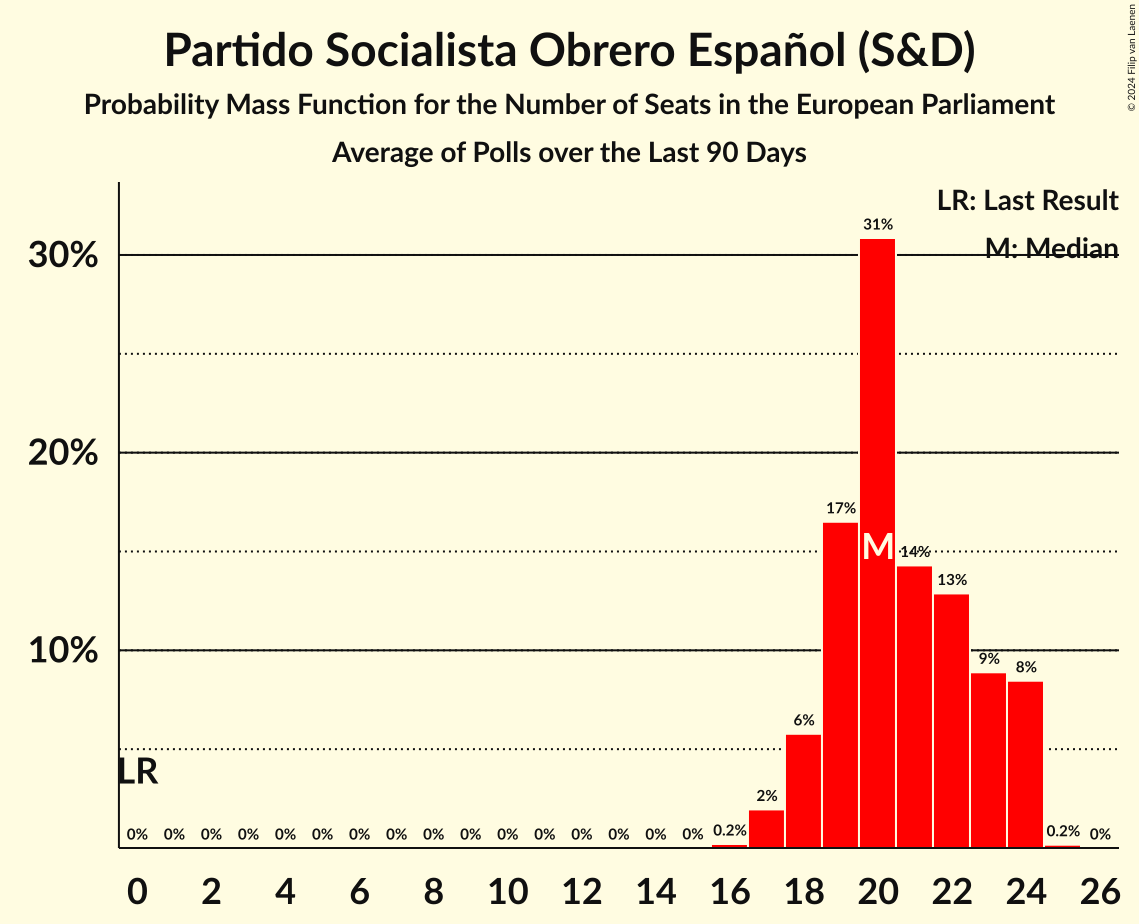 Partido Socialista Obrero Español (S&D)
Probability Mass Function for the Number of Seats in the European Parliament
Average of Polls over the Last 90 Days
© 2024 Filip van Laenen
LR: Last Result
M: Median
31%
30%
20%
17%
M
14%
13%
10%
9%
8%
6%
LR
2%
0% 0% 0% 0% 0% 0% 0% 0% 0% 0% 0% 0% 0% 0% 0% 0% 0.2% 0.2% 0%
0 2 4 6 8 10 12 14 16 18 20 22 24 26